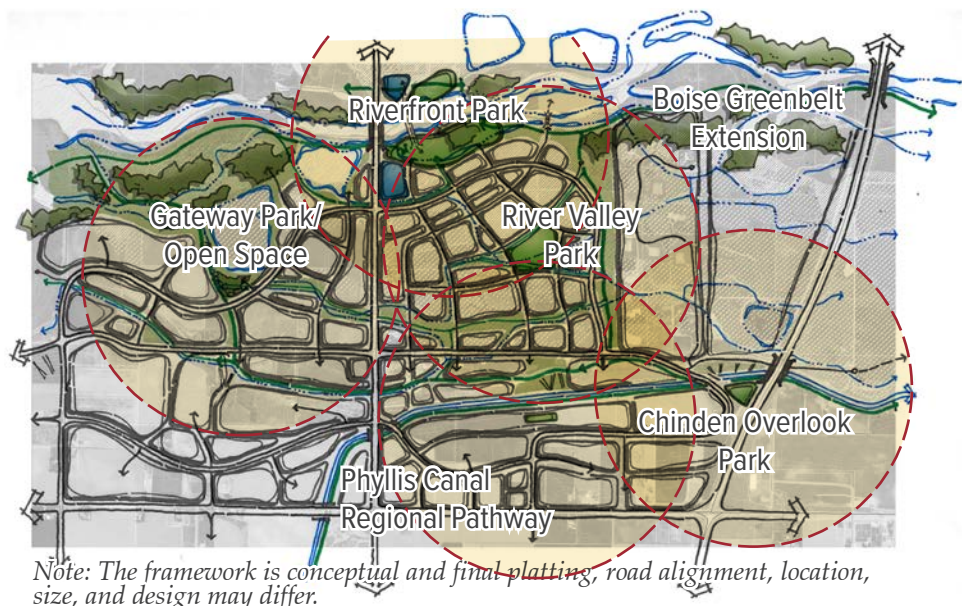 Riverfront Park
Boise Greenbelt
Extension
Gateway Park/
Open Space
River Valley
Park
Chinden Overlook
Park
Phyllis Canal
Regional Pathway
Note: The framework is conceptual and final platting, road alignment, location,
size, and design may differ.